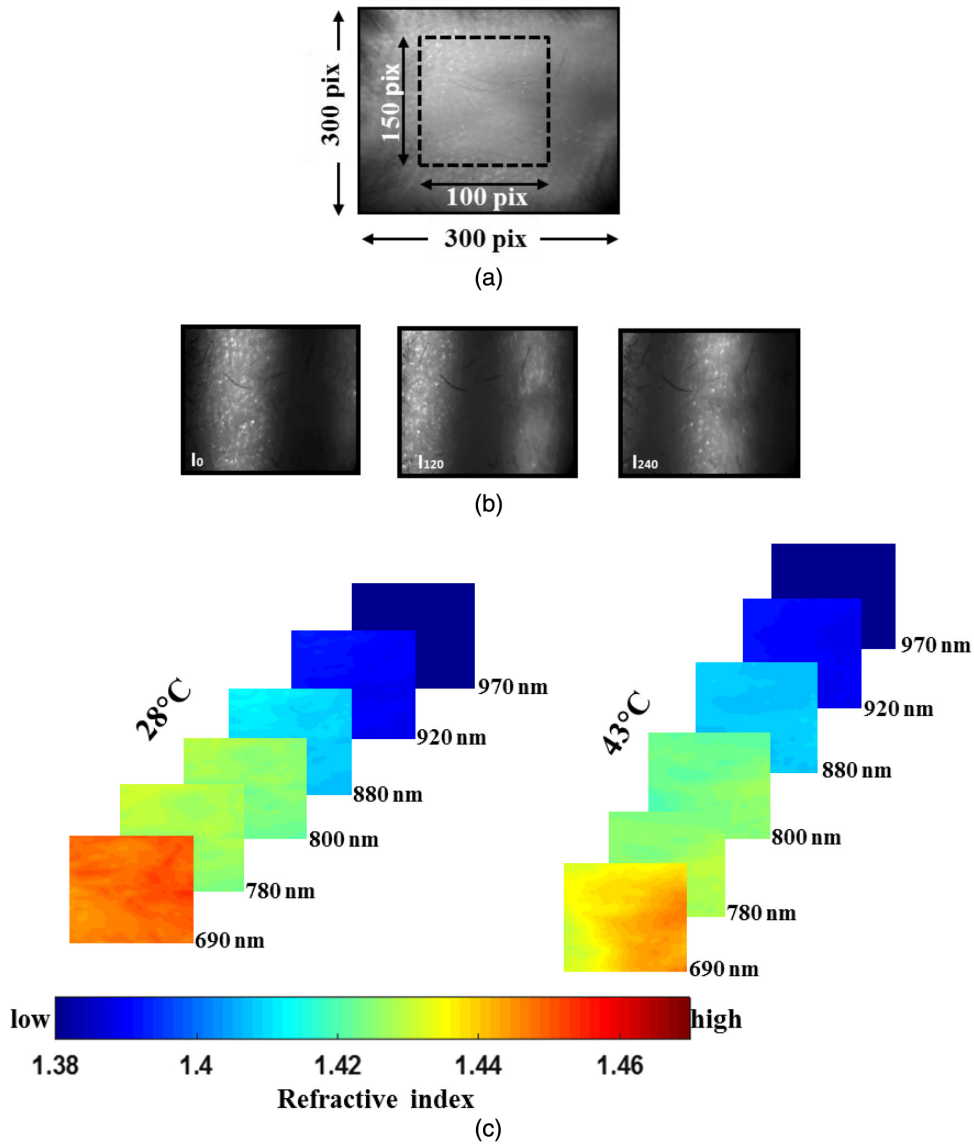 300 pix
150 pix
100 pix
300 pix
(a)
I0
I120
I240
(b)
28°C
970 nm
920 nm
880 nm
800 nm
780 nm
690 nm
43°C
970 nm
920 nm
880 nm
800 nm
780 nm
690 nm
low
high
1.38
1.4
1.42
1.44
1.46
Refractive index
(c)